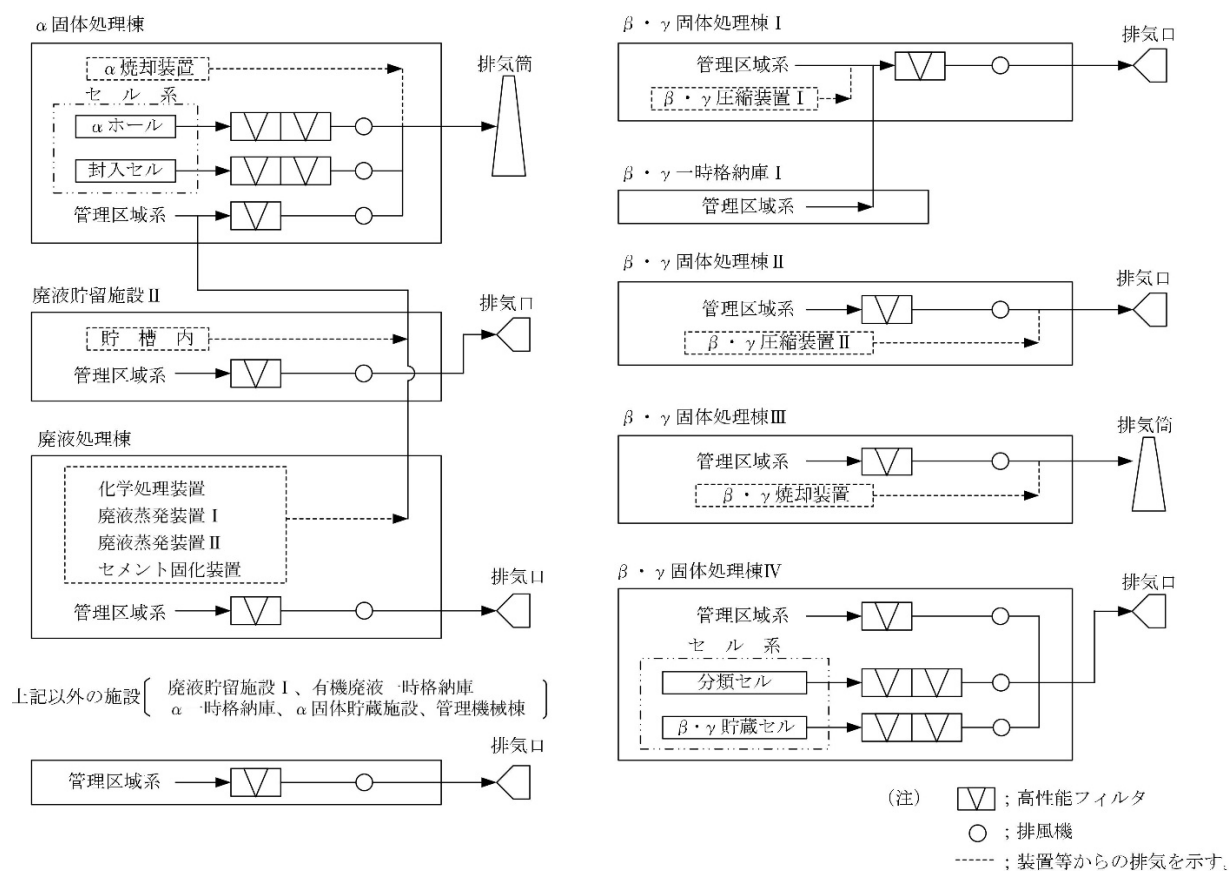 α固体処理棟
α焼却装置
セル系
αホール
封入セル
管理区域系
排気筒
廃液貯留施設Ⅱ
貯槽内
管理区域系
排気口
廃液処理棟
化学処理装置
廃液蒸発装置Ⅰ
廃液蒸発装置Ⅱ
セメント固化装置
管理区域系
排気口
上記以外の施設
廃液貯留施設Ⅰ、有機廃液一時格納庫
α一時格納庫、α固体貯蔵施設、管理機械棟
管理区域系
排気口
β・γ固体処理棟Ⅰ
管理区域系
β・γ圧縮装置Ⅰ
排気口
β・γ一時格納庫Ⅰ
管理区域系
β・γ固体処理棟Ⅱ
管理区域系
β・γ圧縮装置Ⅱ
排気口
β・γ固体処理棟Ⅲ
管理区域系
β・γ焼却装置
排気筒
β・γ固体処理棟Ⅳ
管理区域系
セル系
分類セル
β・γ貯蔵セル
排気口
(注) ;高性能フィルタ
;排風機
;装置等からの排気を示す。